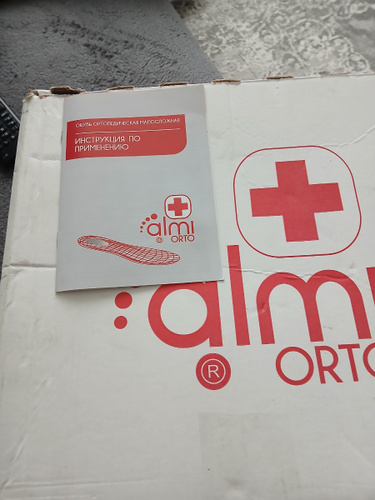 ОБУВЬ ОРТОПЕДИЧЕСКАЯ МАЛОСЛОЖНАЯ
ИНСТРУКЦИЯ ПО
ПРИМЕНЕНИЮ
almi
® ORTO
almi
® ORTO